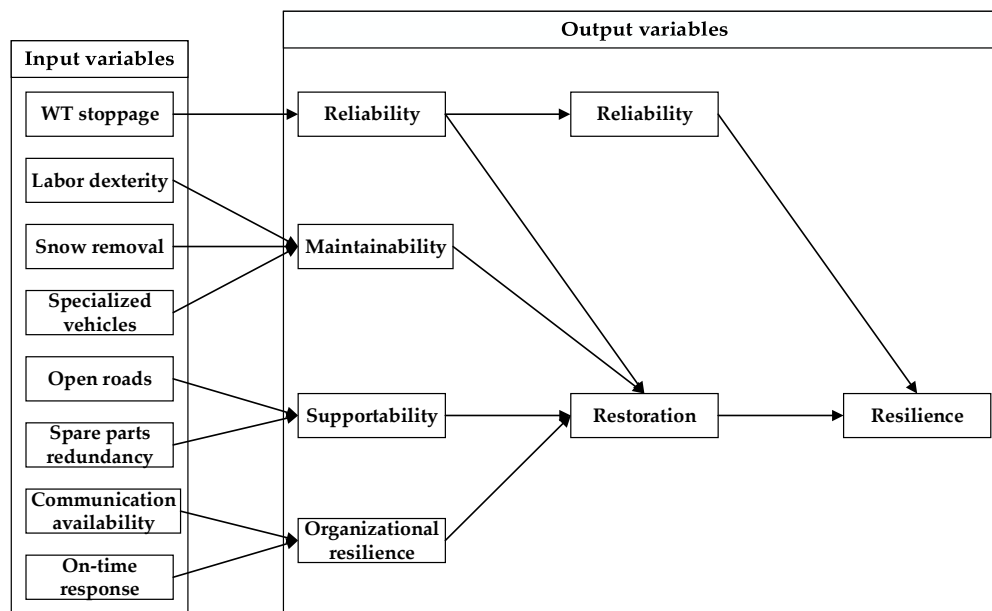 Output variables
Input variables
WT stoppage
Reliability
Reliability
Labor dexterity
Snow removal
Maintainability
Specialized
vehicles
Open roads
Supportability
Restoration
Resilience
Spare parts
redundancy
Communication
availability
Organizational
resilience
On-time
response